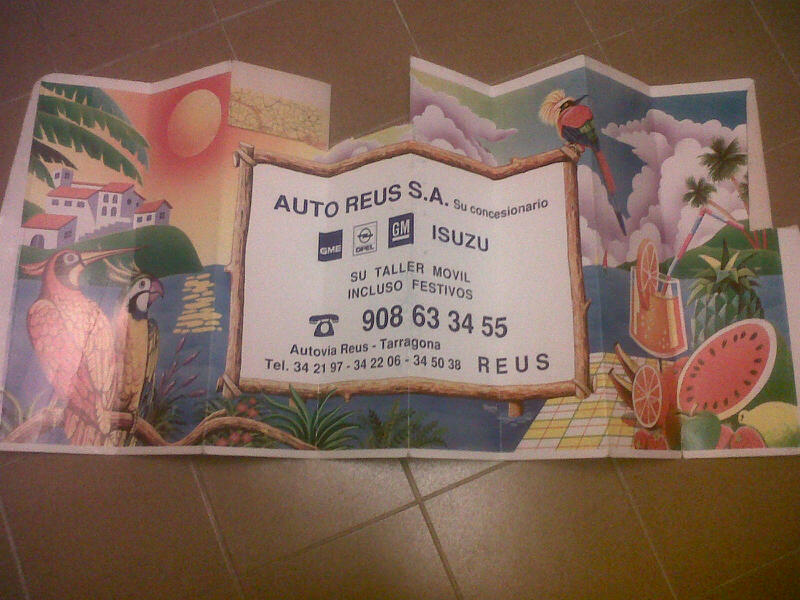 AUTO REUS S.A. Su concesionario
GME OPEL GM ISUZU
SU TALLER MOVIL
INCLUSO FESTIVOS
908 63 34 55
Autovia Reus - Tarragona
Tel. 34 21 97 - 34 22 06 - 34 50 38 REUS